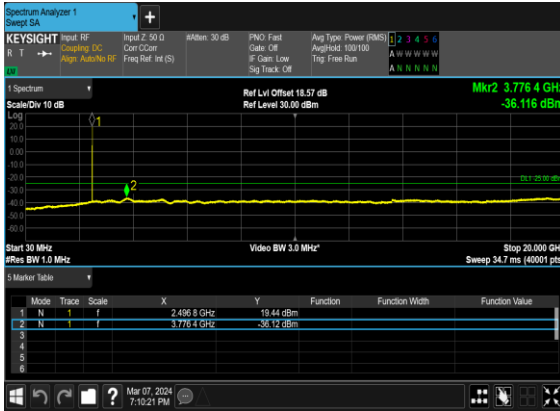 Spectrum Analyzer 1
Swept SA
+
KEYSIGHT Input: RF Input Z: 50 Ω #Atten: 30 dB PNO: Fast Avg Type: Power (RMS) 1 2 3 4 5 6
R T Coupling: DC Corr CCorr Gate: Off Avg|Hold: 100/100 A W W W W W
Align: Auto/No RF Freq Ref: Int (S) IF Gain: Low Trig: Free Run
LW Sig Track: Off A N N N N N
1 Spectrum Ref Lvl Offset 18.57 dB Mkr2 3.776 4 GHz
Scale/Div 10 dB Ref Level 30.00 dBm -36.116 dBm
Log
20.0
10.0
0.00
-10.0
-20.0
DL1 -25.00 dBm
-30.0
-40.0
-50.0
-60.0
1
2
Start 30 MHz Video BW 3.0 MHz* Stop 20.000 GH
#Res BW 1.0 MHz Sweep 34.7 ms (40001 pts
5 Marker Table
Mode Trace Scale X Y Function Function Width Function Value
1 N 1 f 2.496 8 GHz 19.44 dBm
2 N 1 f 3.776 4 GHz -36.12 dBm
3
4
5
6
? Mar 07, 2024
7:10:21 PM